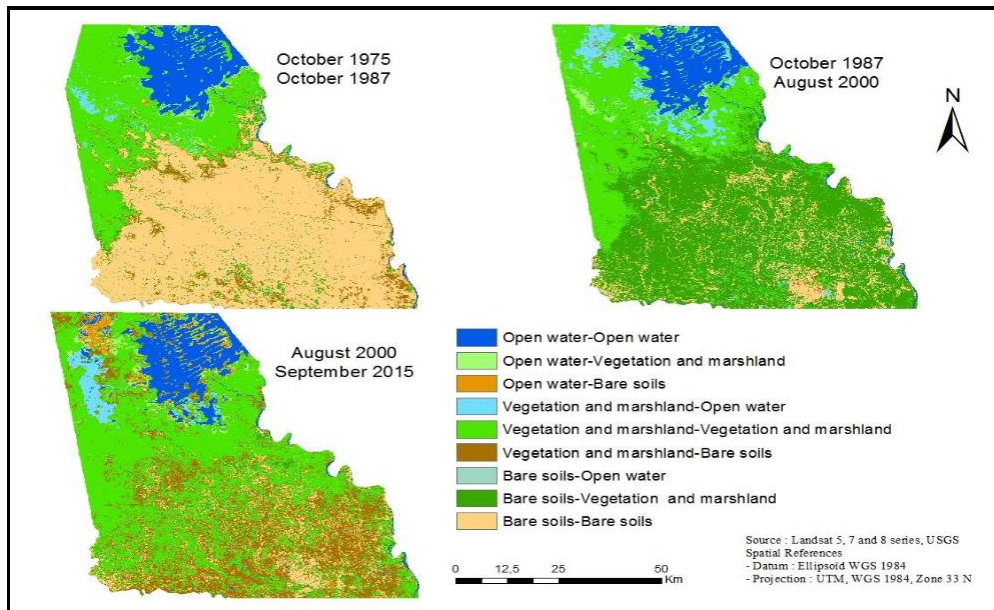 October 1975
October 1987
October 1987
August 2000
N
August 2000
September 2015
Open water-Open water
Open water-Vegetation and marshland
Open water-Bare soils
Vegetation and marshland-Open water
Vegetation and marshland-Vegetation and marshland
Vegetation and marshland-Bare soils
Bare soils-Open water
Bare soils-Vegetation and marshland
Bare soils-Bare soils
0 12,5 25 50
Km
Source : Landsat 5, 7 and 8 series, USGS
Spatial References
- Datum : Ellipsoïd WGS 1984
- Projection : UTM, WGS 1984, Zone 33 N